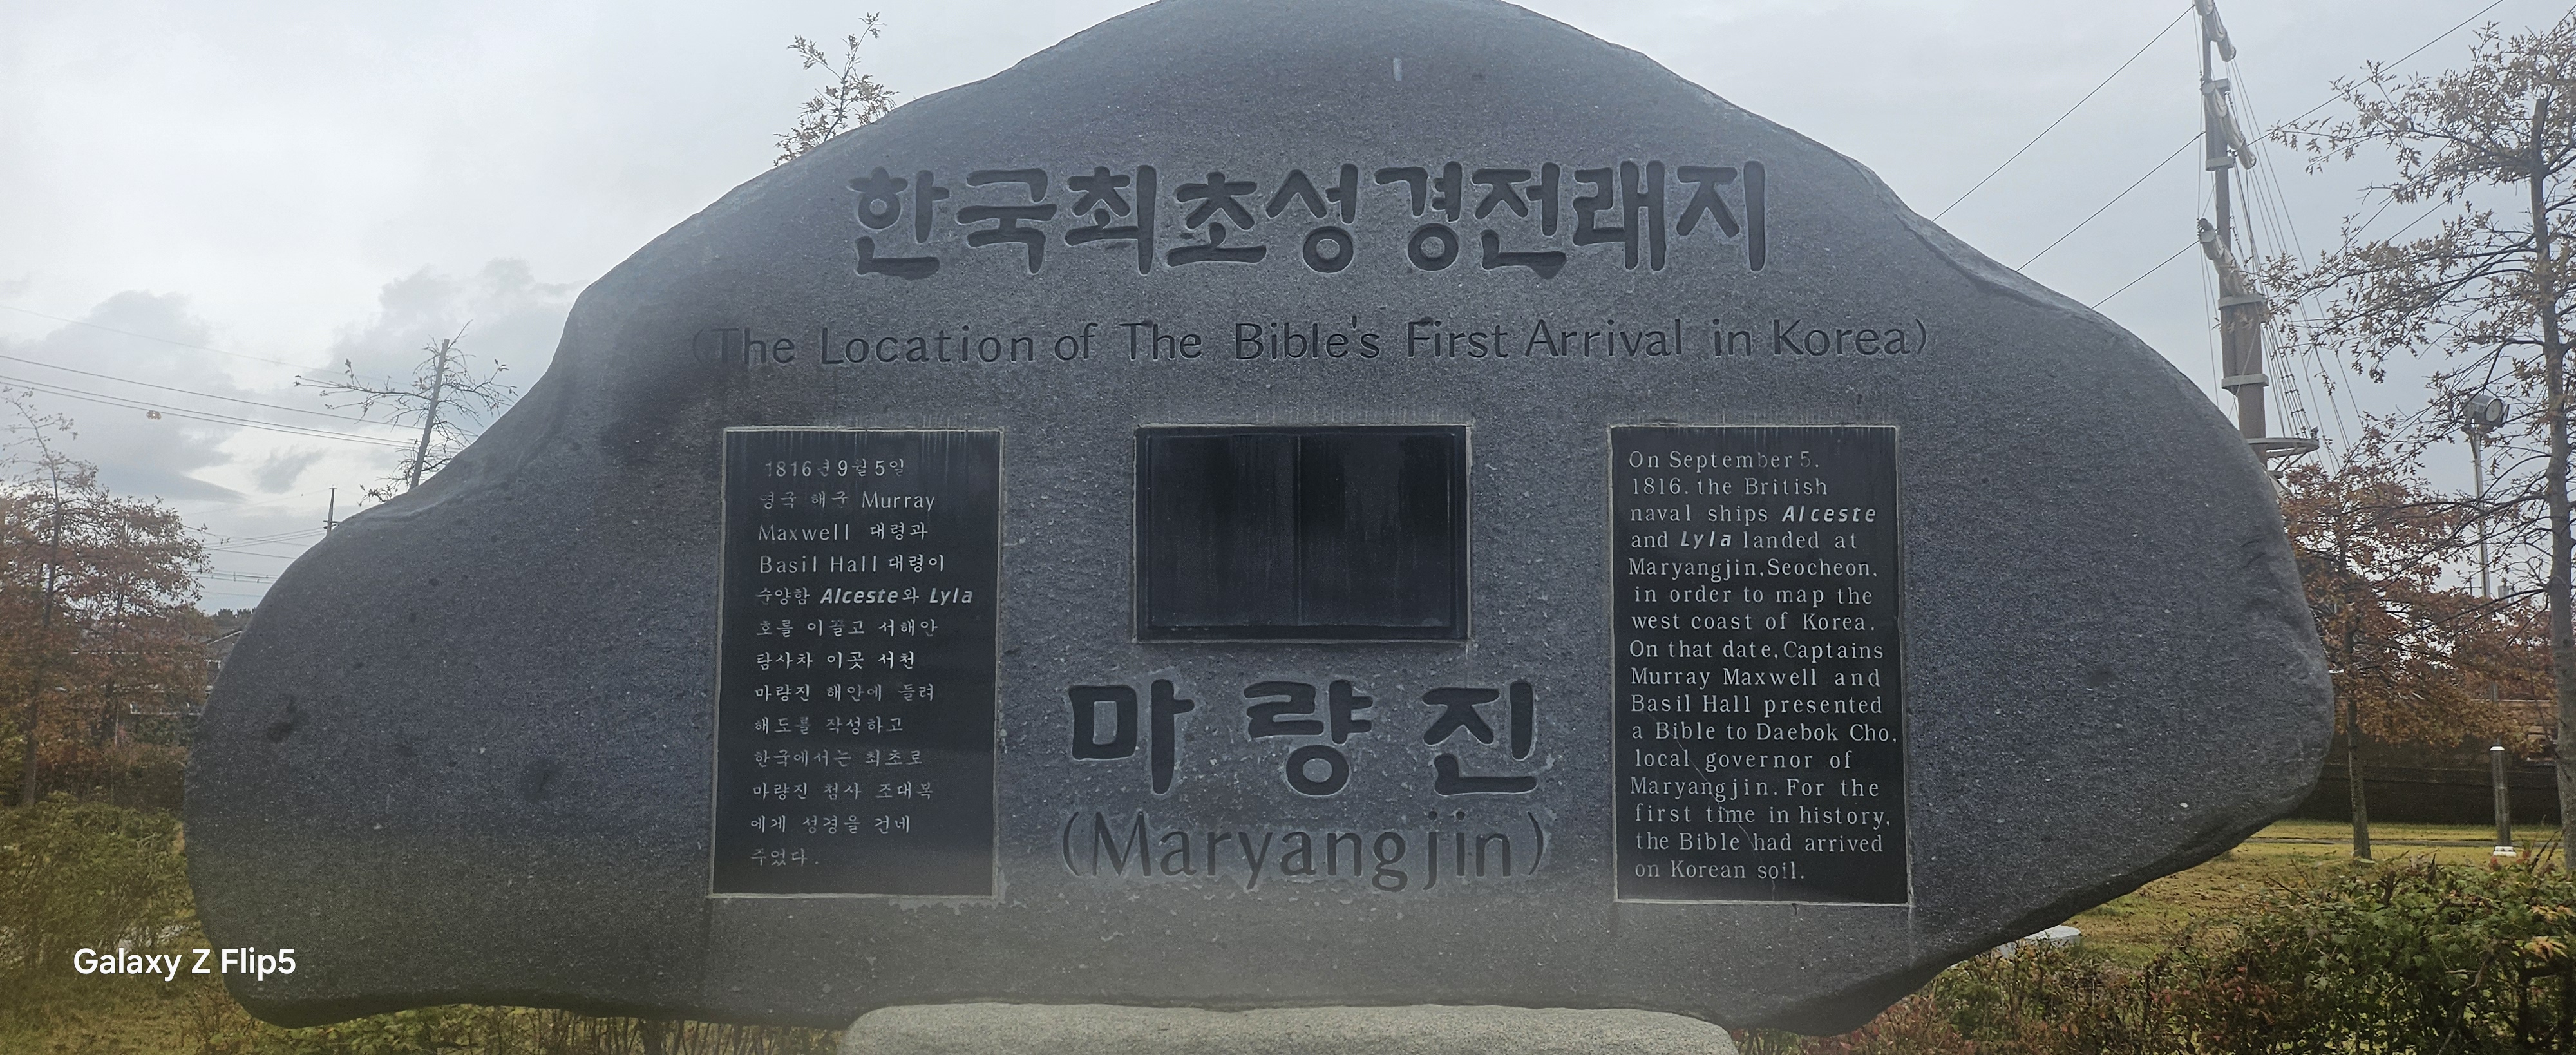 한국최초성경전래지
(The Location of The Bible's First Arrival in Korea)
1816년 9월 5일
영국 해군 Murray
Maxwell 대령과
Basil Hall 대령이
순양함 Alceste와 Lyla
호를 이끌고 서해안
탐사차 이곳 서천
마량진 해안에 들려
해도를 작성하고
한국에서는 최초로
마량진 첨사 조대복
에게 성경을 건네
주었다.
마량진
(Maryangjin)
On September 5.
1816. the British
naval ships Alceste
and Lyla landed at
Maryangjin, Seocheon,
in order to map the
west coast of Korea.
On that date, Captains
Murray Maxwell and
Basil Hall presented
a Bible to Daebok Cho,
local governor of
Maryangjin. For the
first time in history,
the Bible had arrived
on Korean soil.
Galaxy Z Flip5